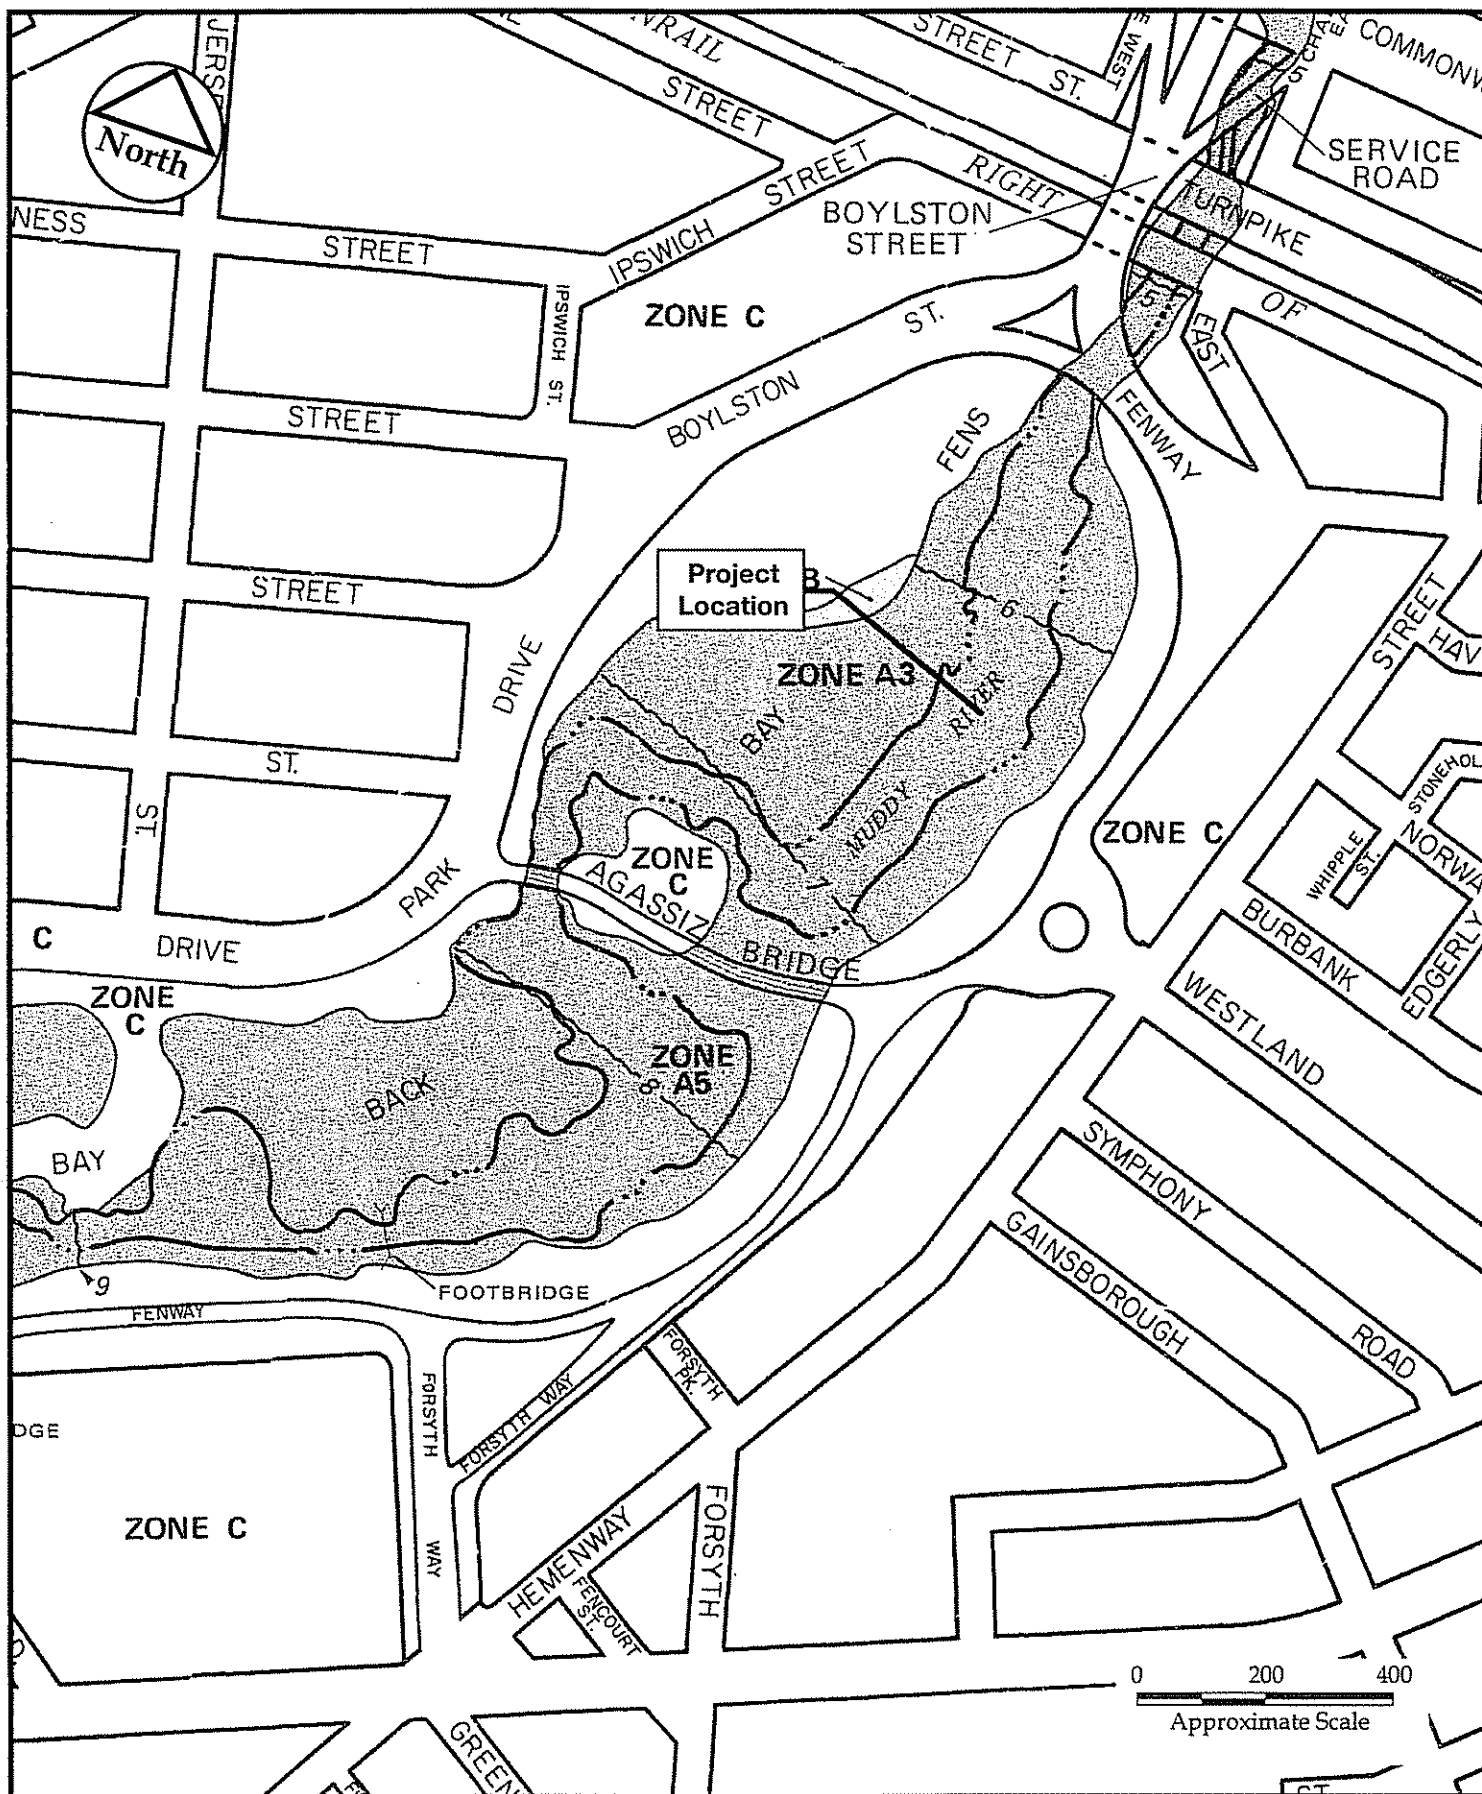 JERSE
NRAIL
STREET
ST.
E WEST
COMMONW
STREET
SERVICE
ROAD
North
NESS
STREET
IPSWICH
STREET
RIGHT
BOYLSTON
STREET
TURNPIKE
OF
IPSWICH ST.
ZONE C
BOYLSTON
ST.
5
EAST
STREET
FENS
FENWAY
STREET
Project
Location
B
6
STREET
HAV
DRIVE
ZONE A3
BAY
RIVER
MUDDY
ST.
ST.
STONEHOL
ZONE C
NORWA
WHIPPLE
ST.
ZONE
C
AGASSIZ
7
BRIDGE
PARK
DRIVE
C
BURBANK
EDGERLY
WESTLAND
ZONE
C
ZONE
A5
8
BACK
BAY
SYMPHONY
ROAD
GAINSBOROUGH
9
FOOTBRIDGE
FENWAY
FORSYTH
WAY
FORSYTH WAY
FORSYTH
PK.
DGE
ZONE C
HEMENWAY
FORSYTH
FENCOURT
ST.
0 200 400
Approximate Scale
GREEN
ST